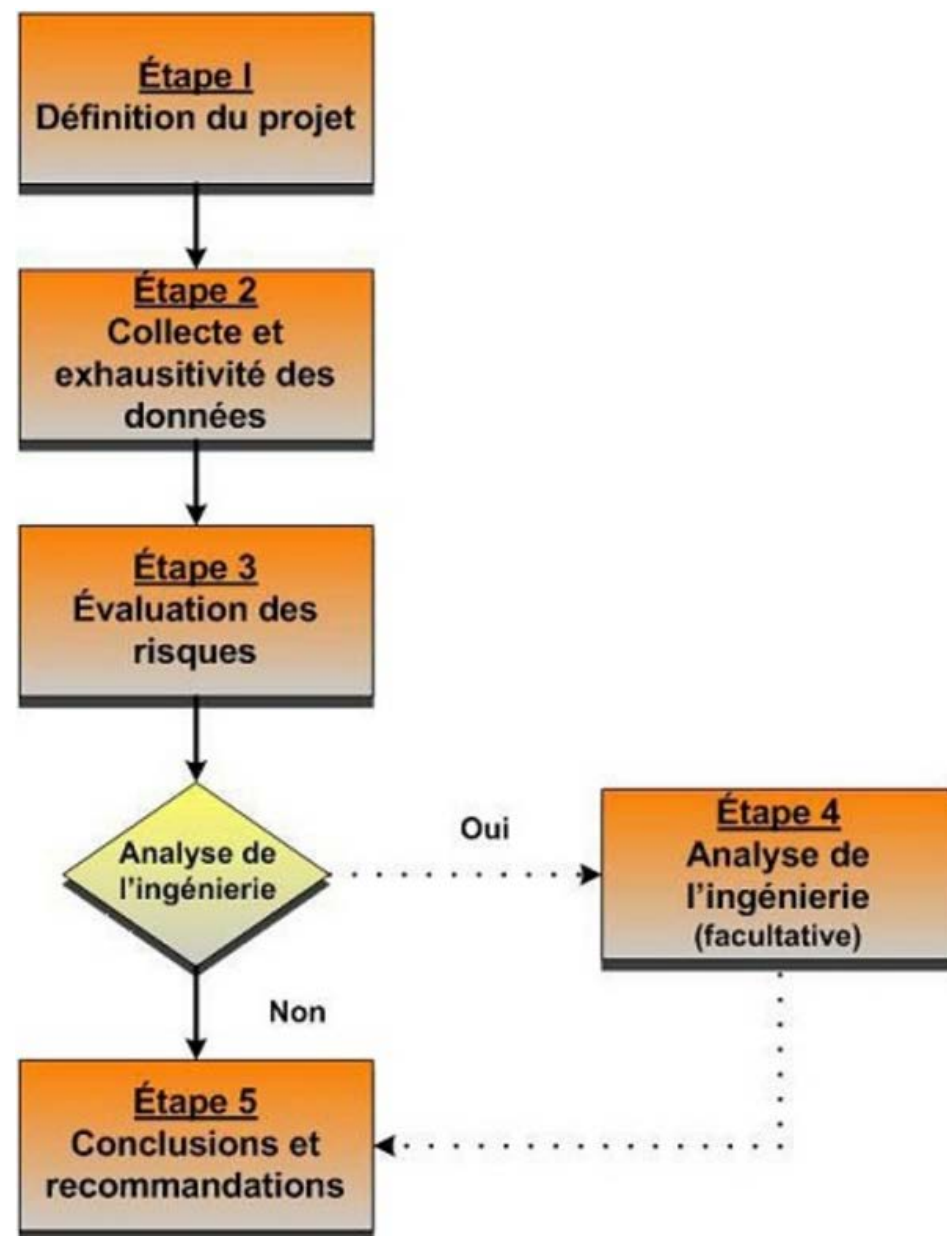 Étape I
Définition du projet
Étape 2
Collecte et
exhausitivité des
données
Étape 3
Évaluation des
risques
Analyse de
l'ingénierie
Oui
Étape 4
Analyse de
l'ingénierie
(facultative)
Non
Étape 5
Conclusions et
recommandations